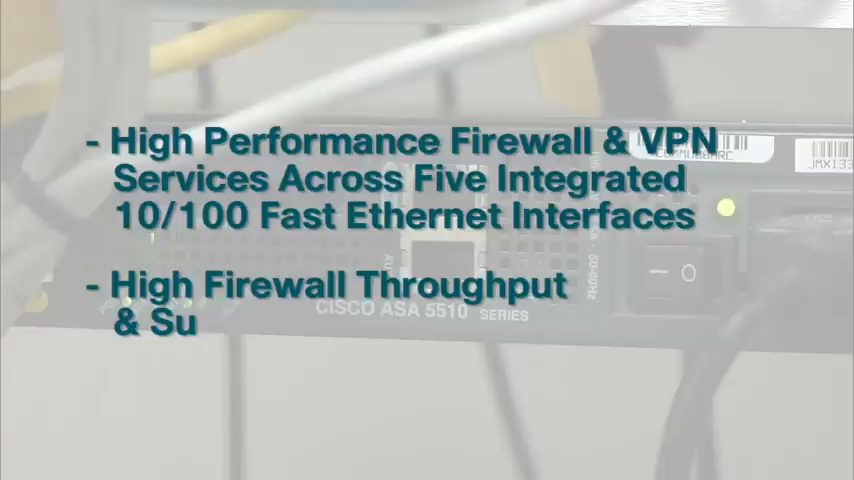 - High Performance Firewall & VPN
Services Across Five Integrated
10/100 Fast Ethernet Interfaces
- High Firewall Throughput
& Su
CISCO ASA 5510 SERIES